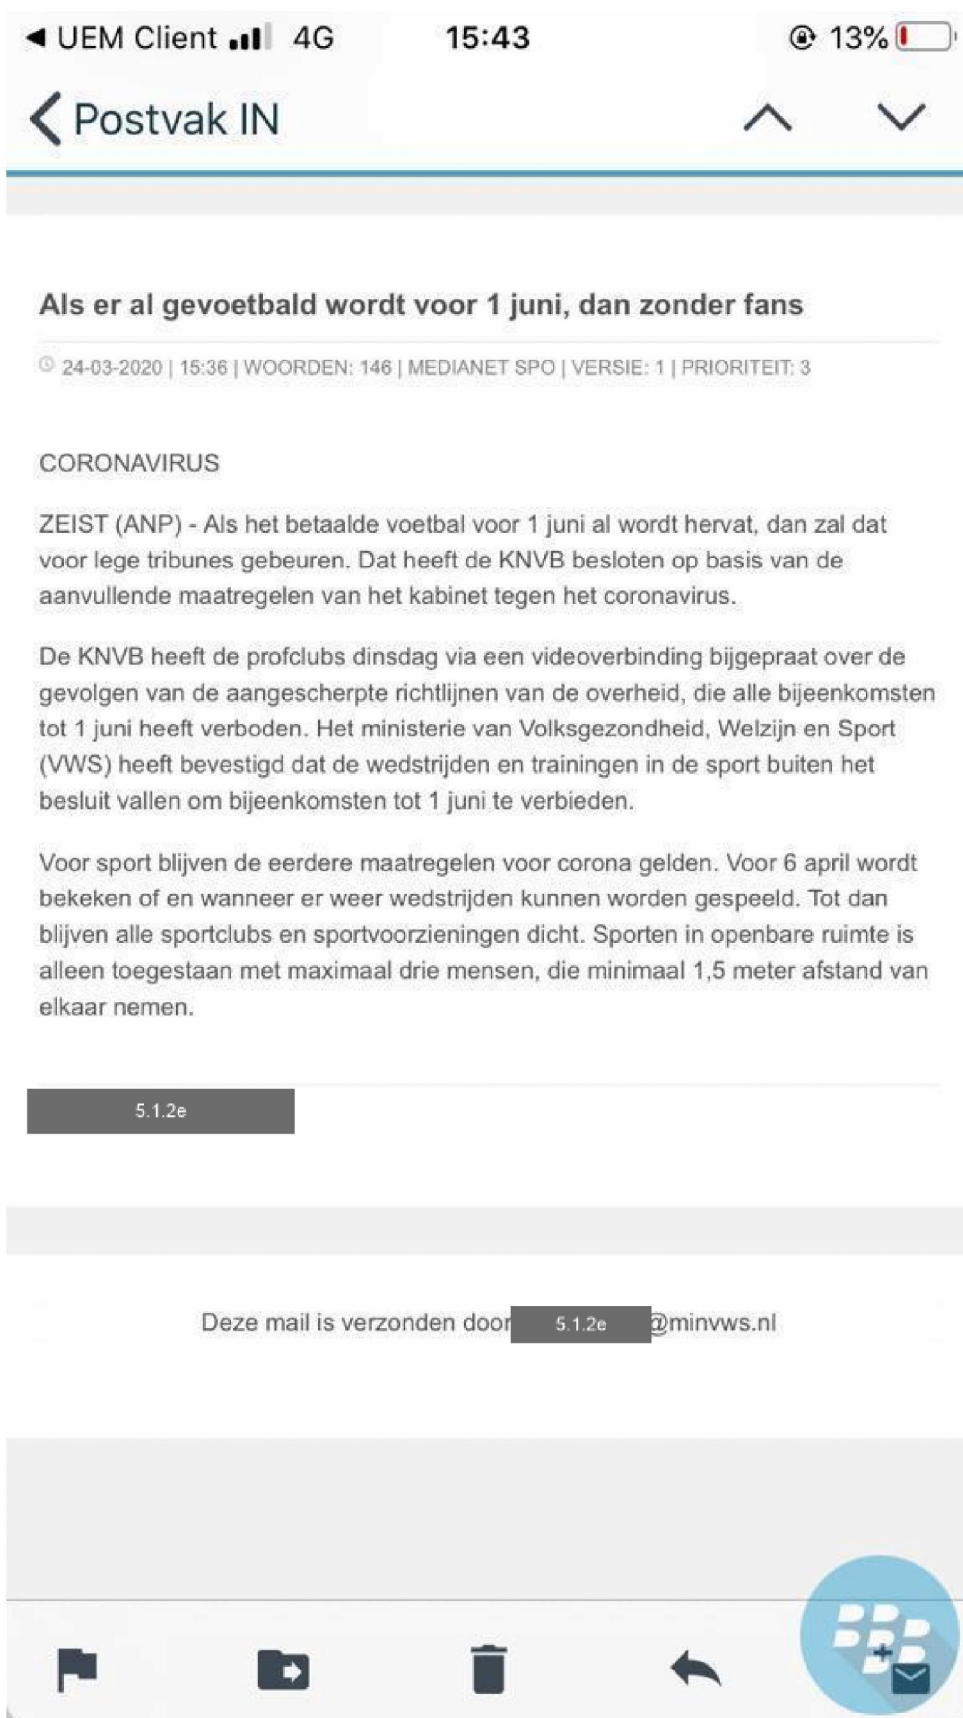 ◀ UEM Client 4G 15:43 13%
Postvak IN
Als er al gevoetbald wordt voor 1 juni, dan zonder fans
24-03-2020 | 15:36 | WOORDEN: 146 | MEDIANET SPO | VERSIE: 1 | PRIORITEIT: 3
CORONAVIRUS
ZEIST (ANP) - Als het betaalde voetbal voor 1 juni al wordt hervat, dan zal dat
voor lege tribunes gebeuren. Dat heeft de KNVB besloten op basis van de
aanvullende maatregelen van het kabinet tegen het coronavirus.
De KNVB heeft de profclubs dinsdag via een videoverbinding bijgepraat over de
gevolgen van de aangescherpte richtlijnen van de overheid, die alle bijeenkomsten
tot 1 juni heeft verboden. Het ministerie van Volksgezondheid, Welzijn en Sport
(VWS) heeft bevestigd dat de wedstrijden en trainingen in de sport buiten het
besluit vallen om bijeenkomsten tot 1 juni te verbieden.
Voor sport blijven de eerdere maatregelen voor corona gelden. Voor 6 april wordt
bekeken of en wanneer er weer wedstrijden kunnen worden gespeeld. Tot dan
blijven alle sportclubs en sportvoorzieningen dicht. Sporten in openbare ruimte is
alleen toegestaan met maximaal drie mensen, die minimaal 1,5 meter afstand van
elkaar nemen.
5.1.2e
Deze mail is verzonden door 5.1.2e @minvws.nl